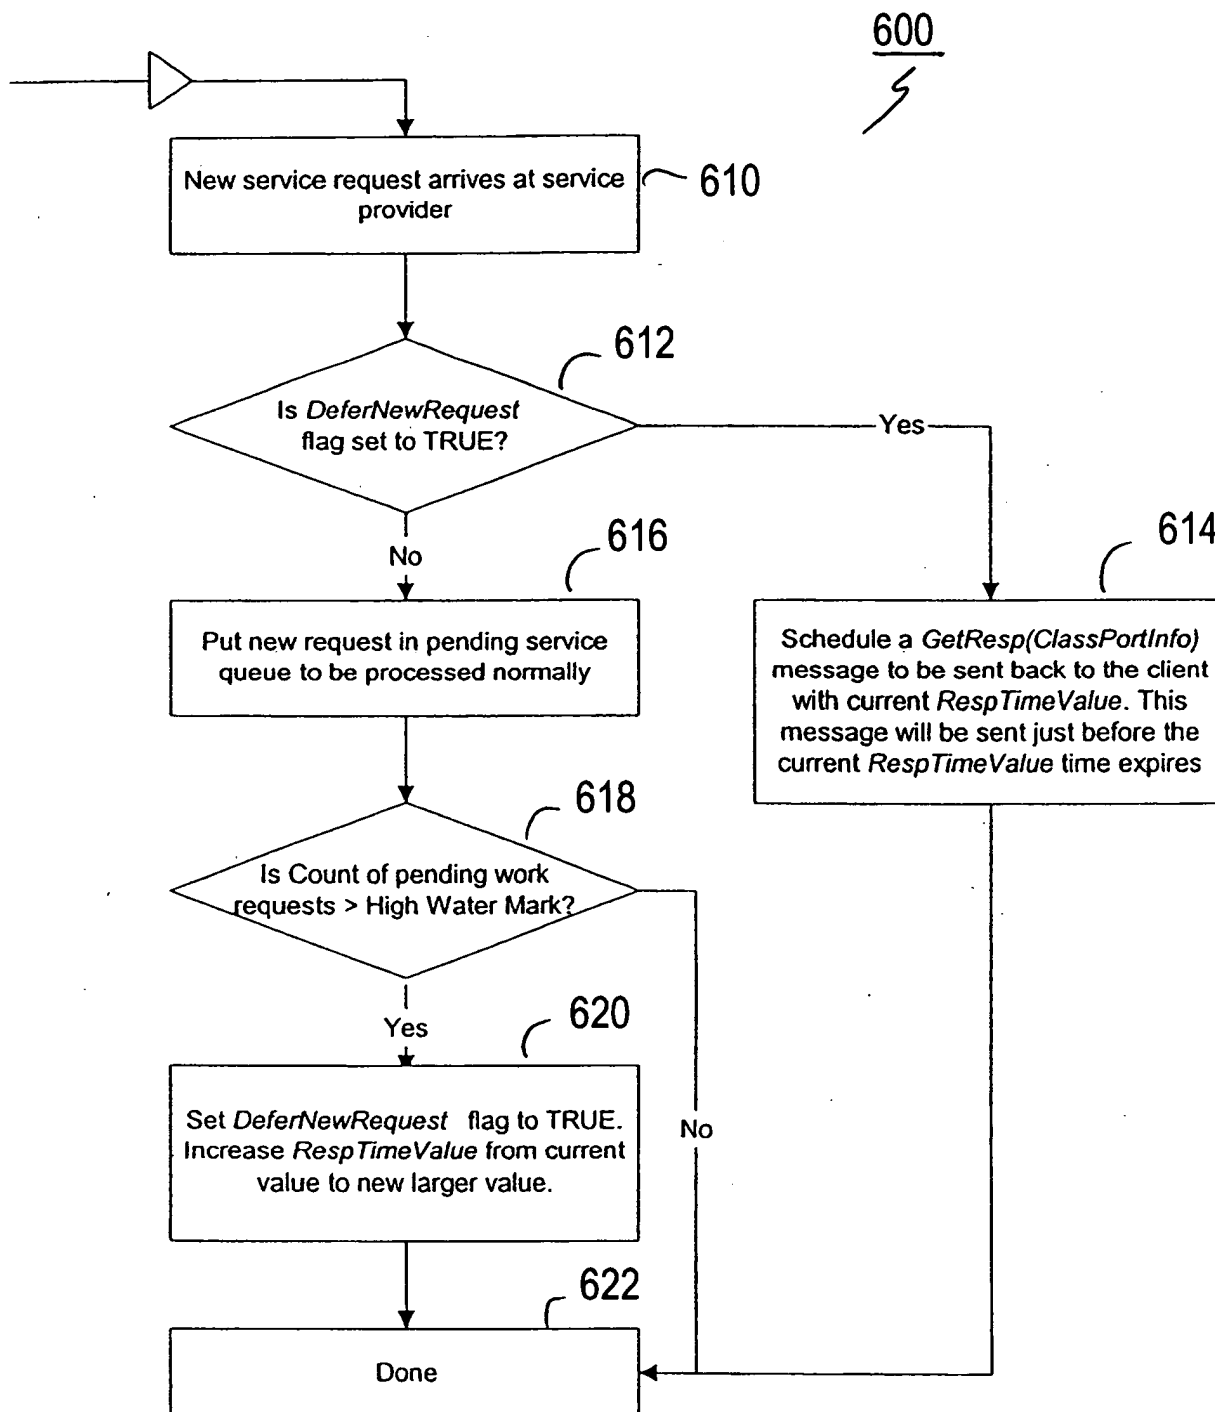 600
New service request arrives at service
provider
610
612
Is DeferNewRequest
flag set to TRUE?
Yes
No
616
614
Put new request in pending service
queue to be processed normally
Schedule a GetResp(ClassPortInfo)
message to be sent back to the client
with current RespTimeValue. This
message will be sent just before the
current RespTimeValue time expires
618
Is Count of pending work
requests > High Water Mark?
Yes
620
No
Set DeferNewRequest flag to TRUE.
Increase RespTimeValue from current
value to new larger value.
622
Done